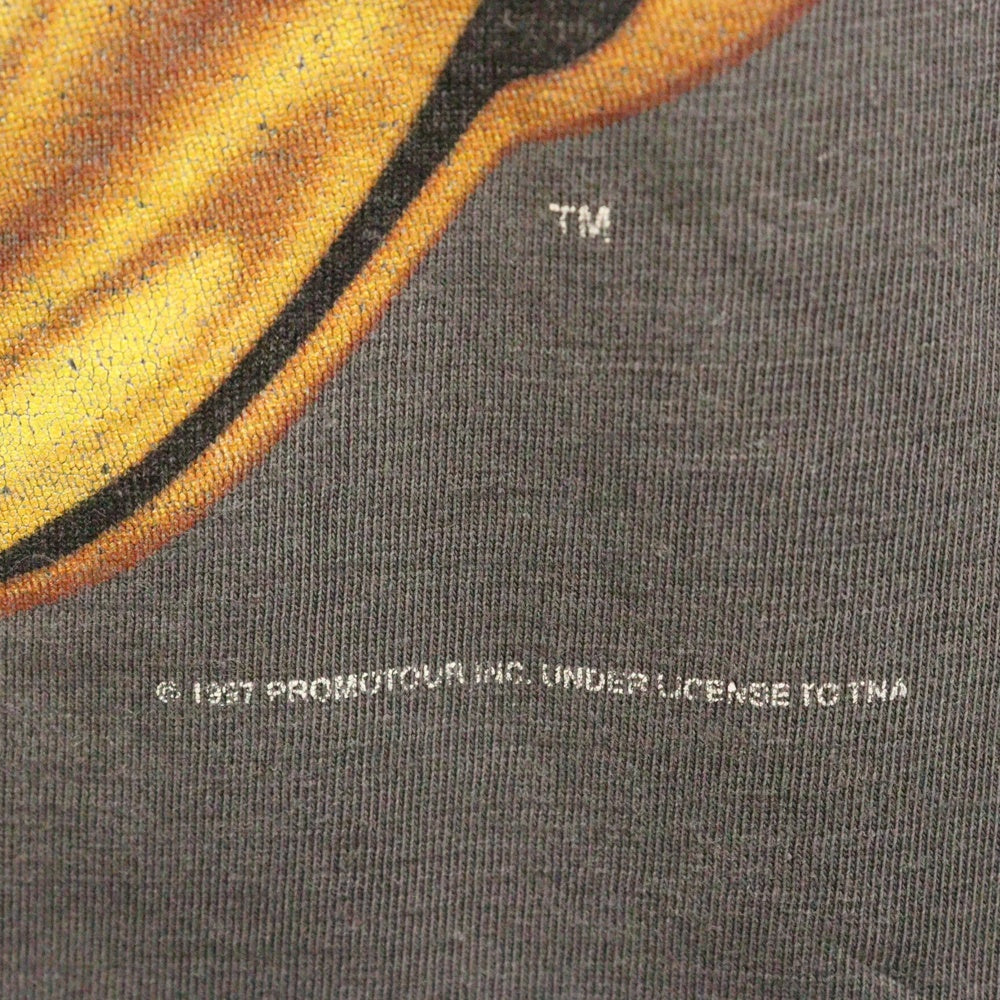 TM
© 1997 PROMOTOUR INC. UNDER LICENSE TO TNA